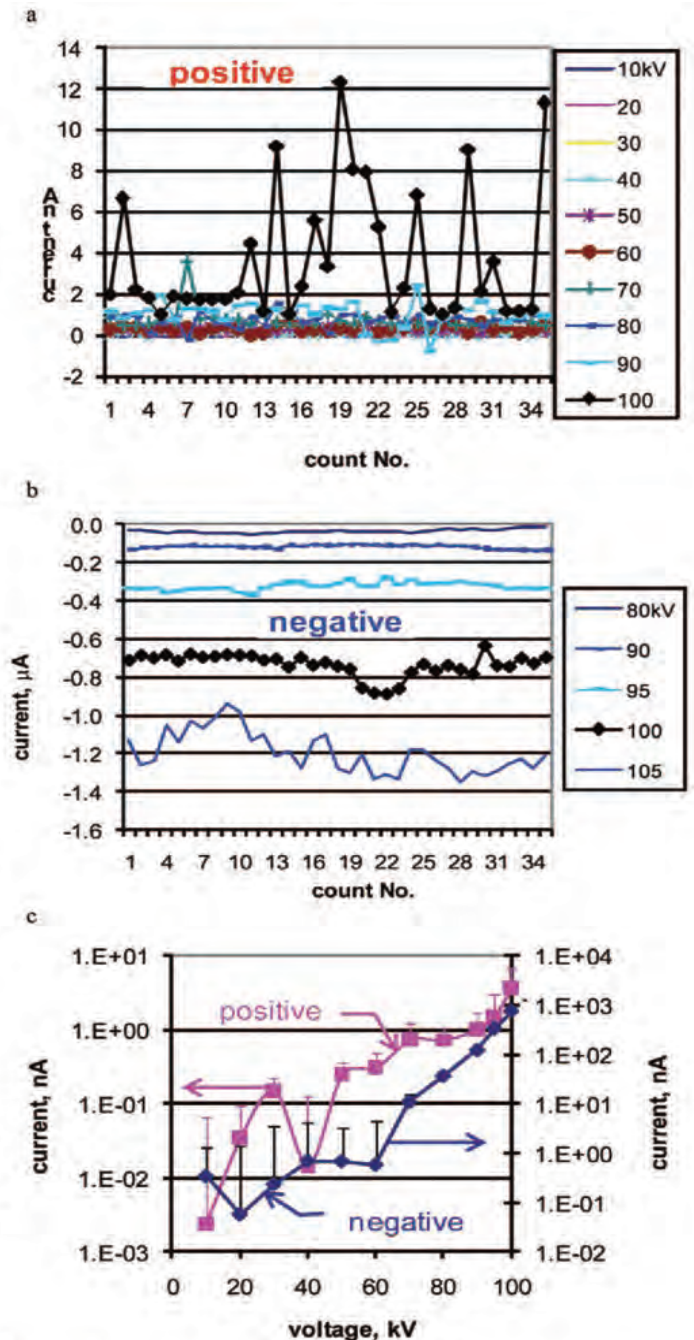 a
positive
14
12
10
8
6
4
2
0
-2
1 4 7 10 13 16 19 22 25 28 31 34
count No.
10kV
20
30
40
50
60
70
80
90
100
b
0.0
-0.2
-0.4
-0.6
-0.8
-1.0
-1.2
-1.4
-1.6
current, µA
negative
1 4 7 10 13 16 19 22 25 28 31 34
count No.
80kV
90
95
100
105
c
1.E+01
1.E+00
1.E-01
1.E-02
1.E-03
current, nA
positive
negative
1.E+04
1.E+03
1.E+02
1.E+01
1.E+00
1.E-01
1.E-02
current, nA
0 20 40 60 80 100
voltage, kV